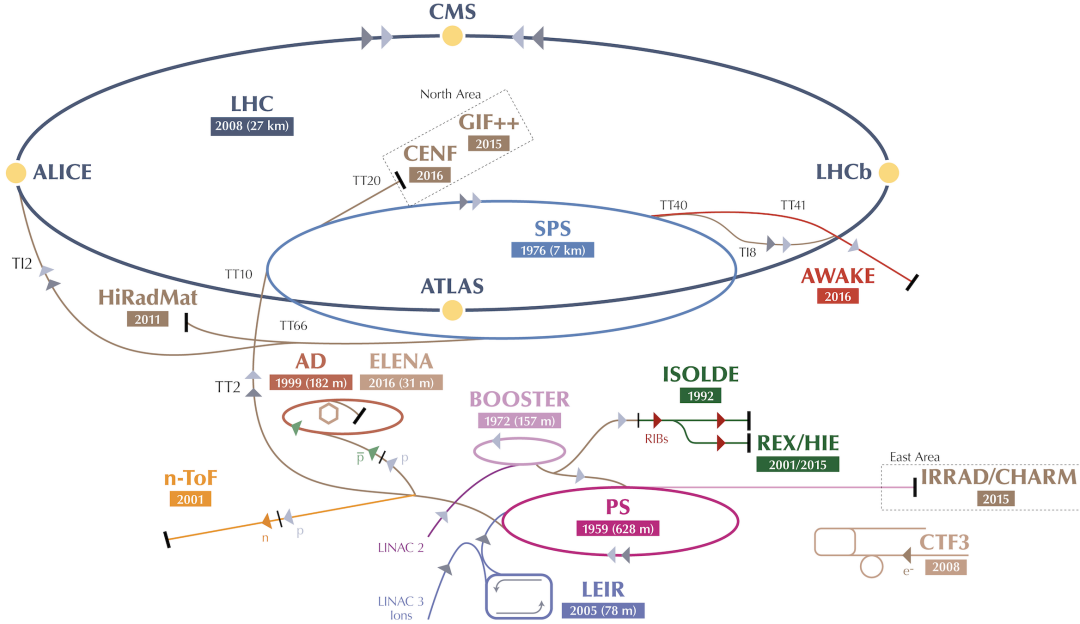 CMS
North Area
LHC
2008 (27 km)
GIF++
2015
CENF
2016
ALICE
TT20
LHCb
TT40
TT41
SPS
1976 (7 km)
TI2
TT10
TI8
AWAKE
2016
HiRadMat
2011
ATLAS
TT66
AD
1999 (182 m)
ELENA
2016 (31 m)
TT2
BOOSTER
1972 (157 m)
ISOLDE
1992
RIBs
REX/HIE
2001/2015
p̅
p
East Area
n-ToF
2001
IRRAD/CHARM
2015
PS
1959 (628 m)
n
p
LINAC 2
CTF3
2008
e-
LEIR
2005 (78 m)
LINAC 3
Ions